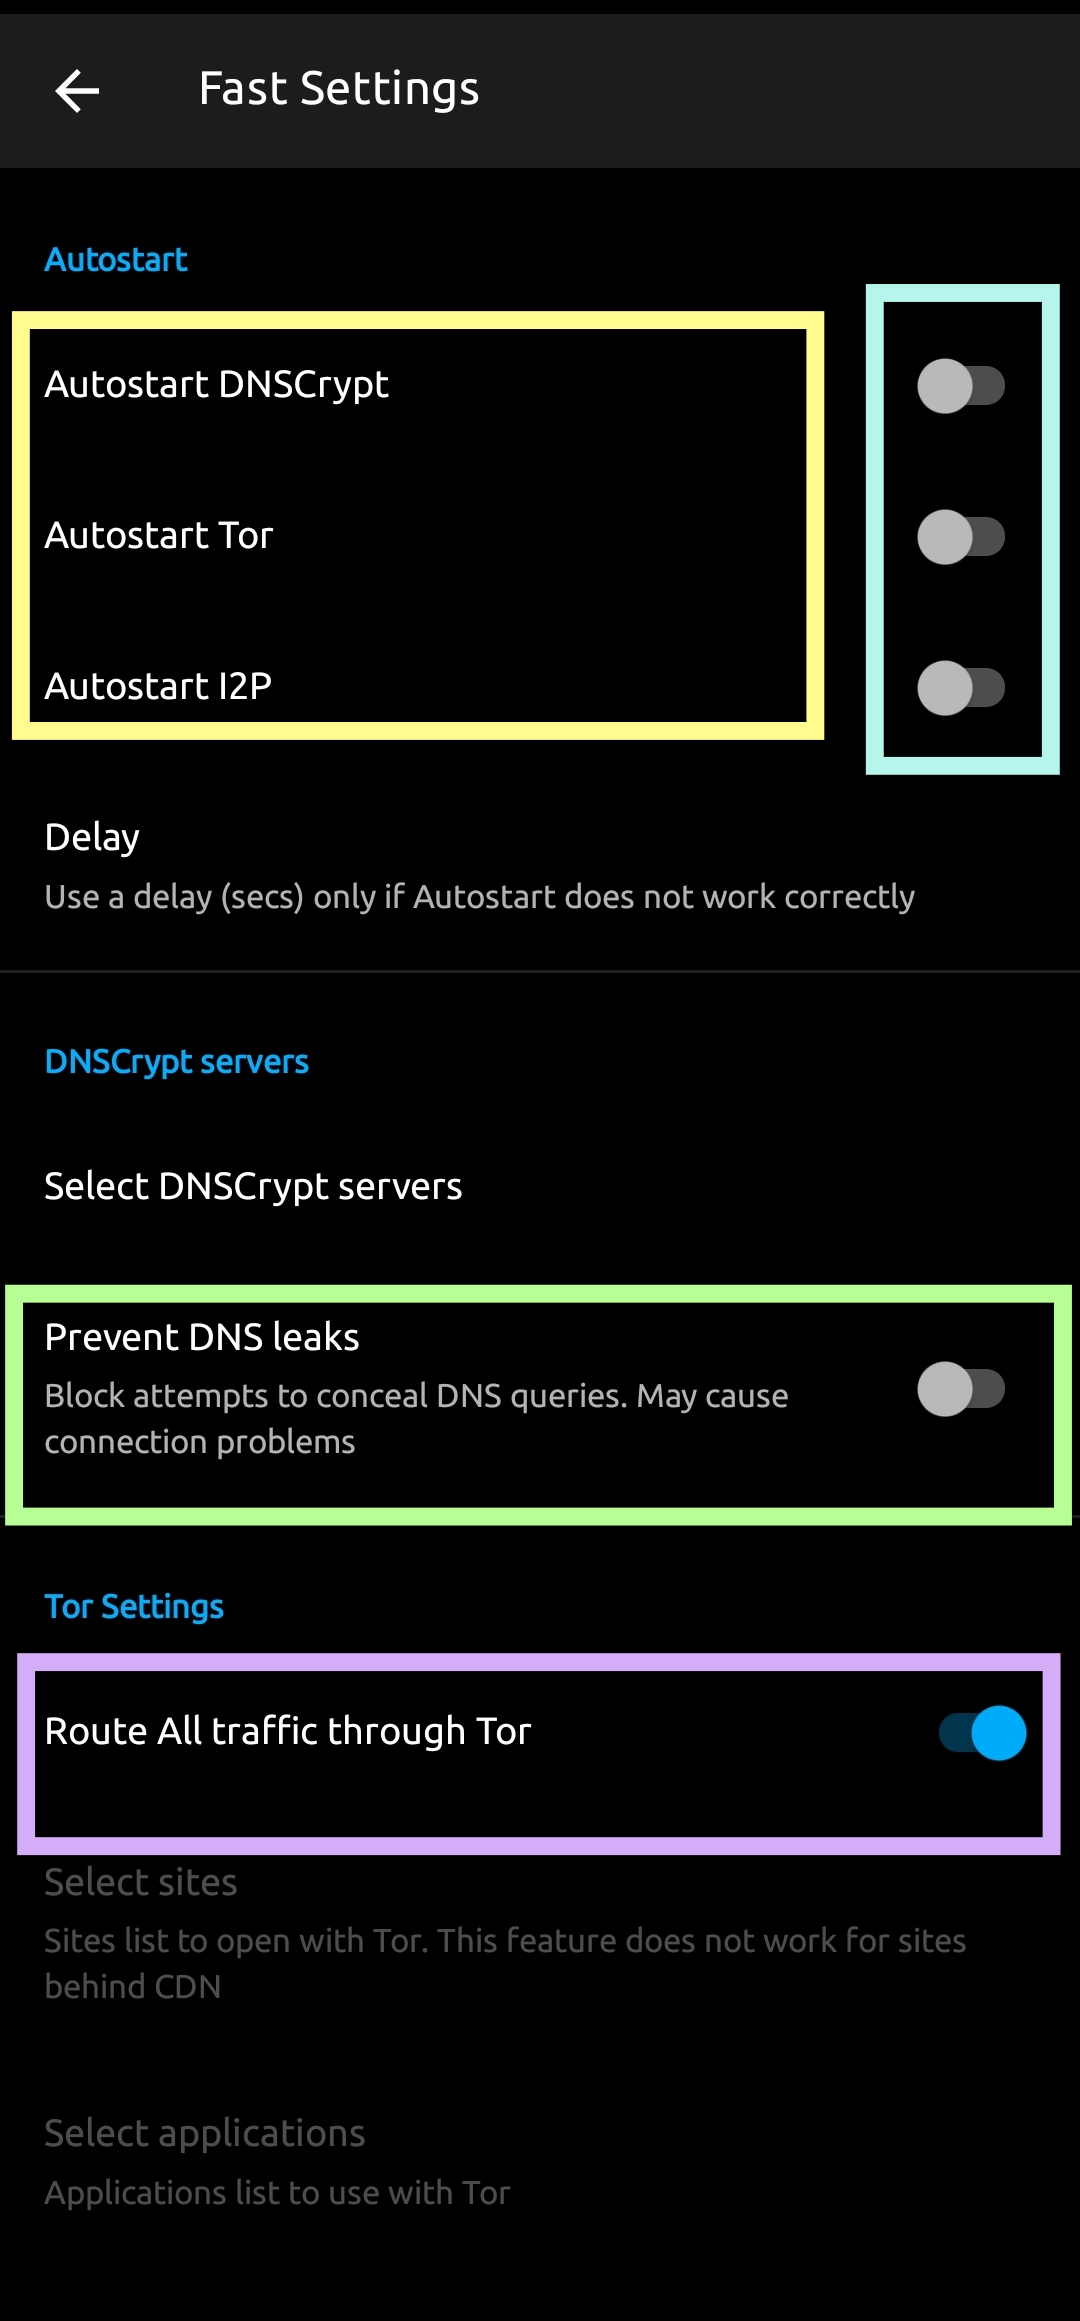 Fast Settings
Autostart
Autostart DNSCrypt
Autostart Tor
Autostart I2P
Delay
Use a delay (secs) only if Autostart does not work correctly
DNSCrypt servers
Select DNSCrypt servers
Prevent DNS leaks
Block attempts to conceal DNS queries. May cause
connection problems
Tor Settings
Route All traffic through Tor
Select sites
Sites list to open with Tor. This feature does not work for sites
behind CDN
Select applications
Applications list to use with Tor